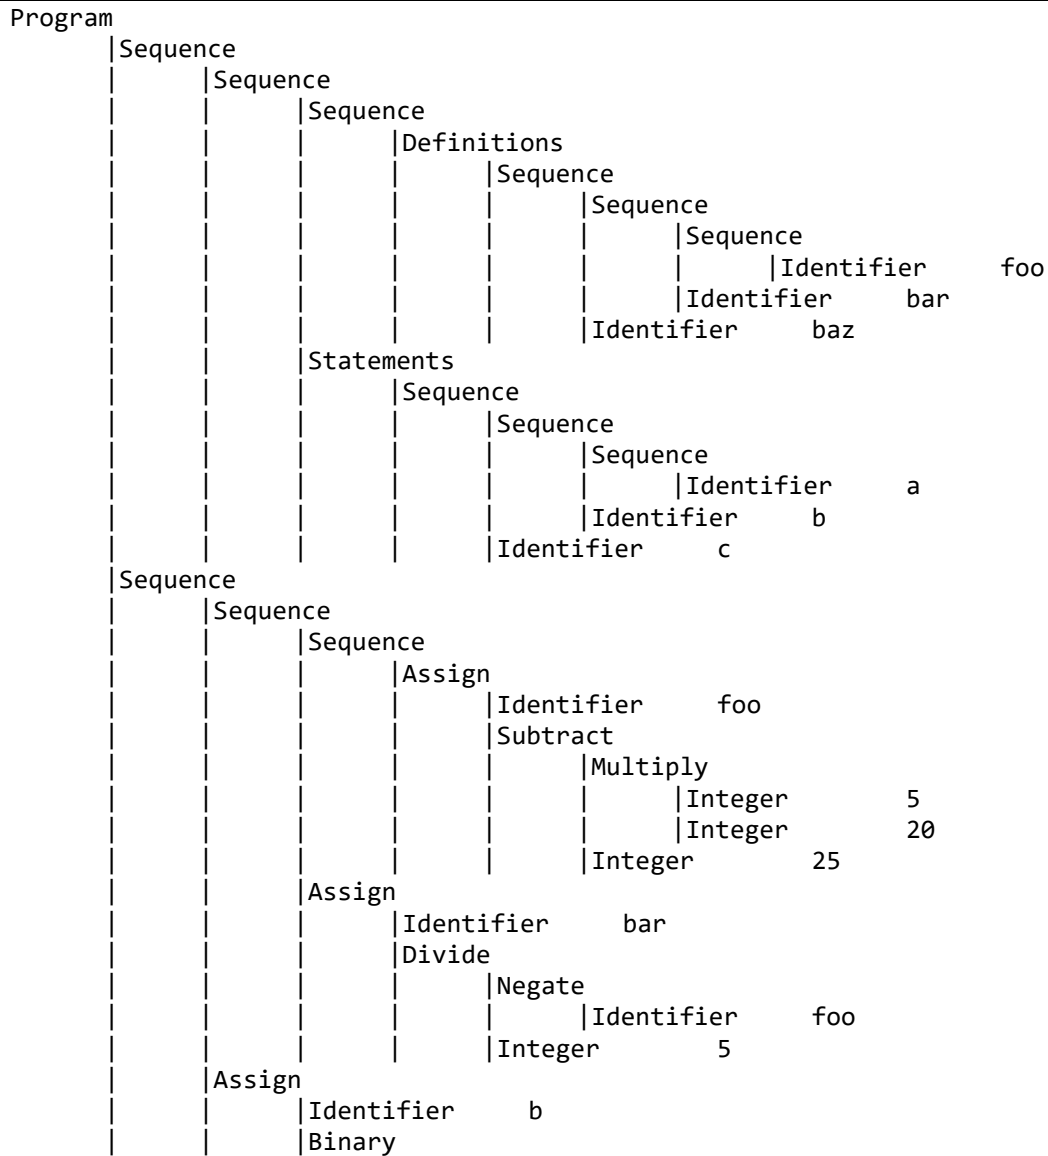 Program
|Sequence
| |Sequence
| | |Sequence
| | | |Definitions
| | | | |Sequence
| | | | | |Sequence
| | | | | | |Sequence
| | | | | | | |Identifier foo
| | | | | | |Identifier bar
| | | | | |Identifier baz
| | |Statements
| | | |Sequence
| | | | |Sequence
| | | | | |Sequence
| | | | | | |Identifier a
| | | | | |Identifier b
| | | | |Identifier c
|Sequence
| |Sequence
| | |Sequence
| | | |Assign
| | | | |Identifier foo
| | | | |Subtract
| | | | | |Multiply
| | | | | | |Integer 5
| | | | | | |Integer 20
| | | | | |Integer 25
| | |Assign
| | | |Identifier bar
| | | |Divide
| | | | |Negate
| | | | | |Identifier foo
| | | | |Integer 5
| |Assign
| | |Identifier b
| | |Binary